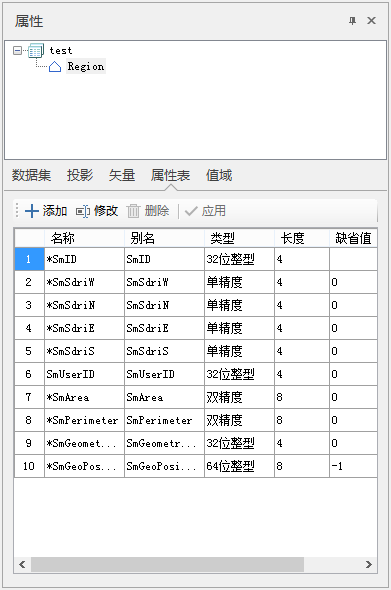 属性
test
Region
数据集 投影 矢量 属性表 值域
添加 修改 删除 应用
名称 别名 类型 长度 缺省值
1 *SmID SmID 32位整型 4
2 *SmSdriW SmSdriW 单精度 4 0
3 *SmSdriN SmSdriN 单精度 4 0
4 *SmSdriE SmSdriE 单精度 4 0
5 *SmSdriS SmSdriS 单精度 4 0
6 SmUserID SmUserID 32位整型 4 0
7 *SmArea SmArea 双精度 8 0
8 *SmPerimeter SmPerimeter 双精度 8 0
9 *SmGeomet... SmGeometr... 32位整型 4 0
10 *SmGeoPos... SmGeoPosi... 64位整型 8 -1